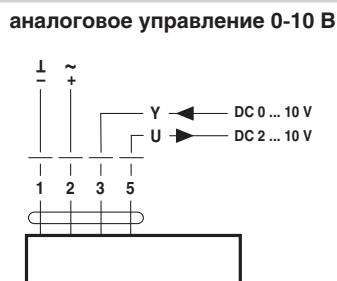 аналоговое управление 0-10 В
⊥ ~
– +
Y DC 0 ... 10 V
U DC 2 ... 10 V
1 2 3 5